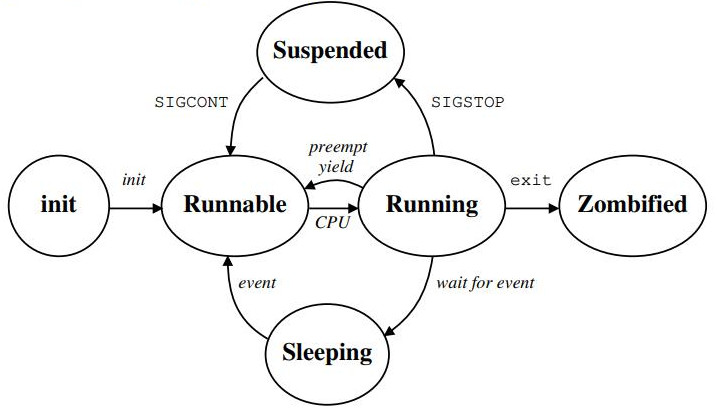 Suspended
SIGCONT
SIGSTOP
preempt
yield
init
init
Runnable
CPU
Running
exit
Zombified
event
wait for event
Sleeping